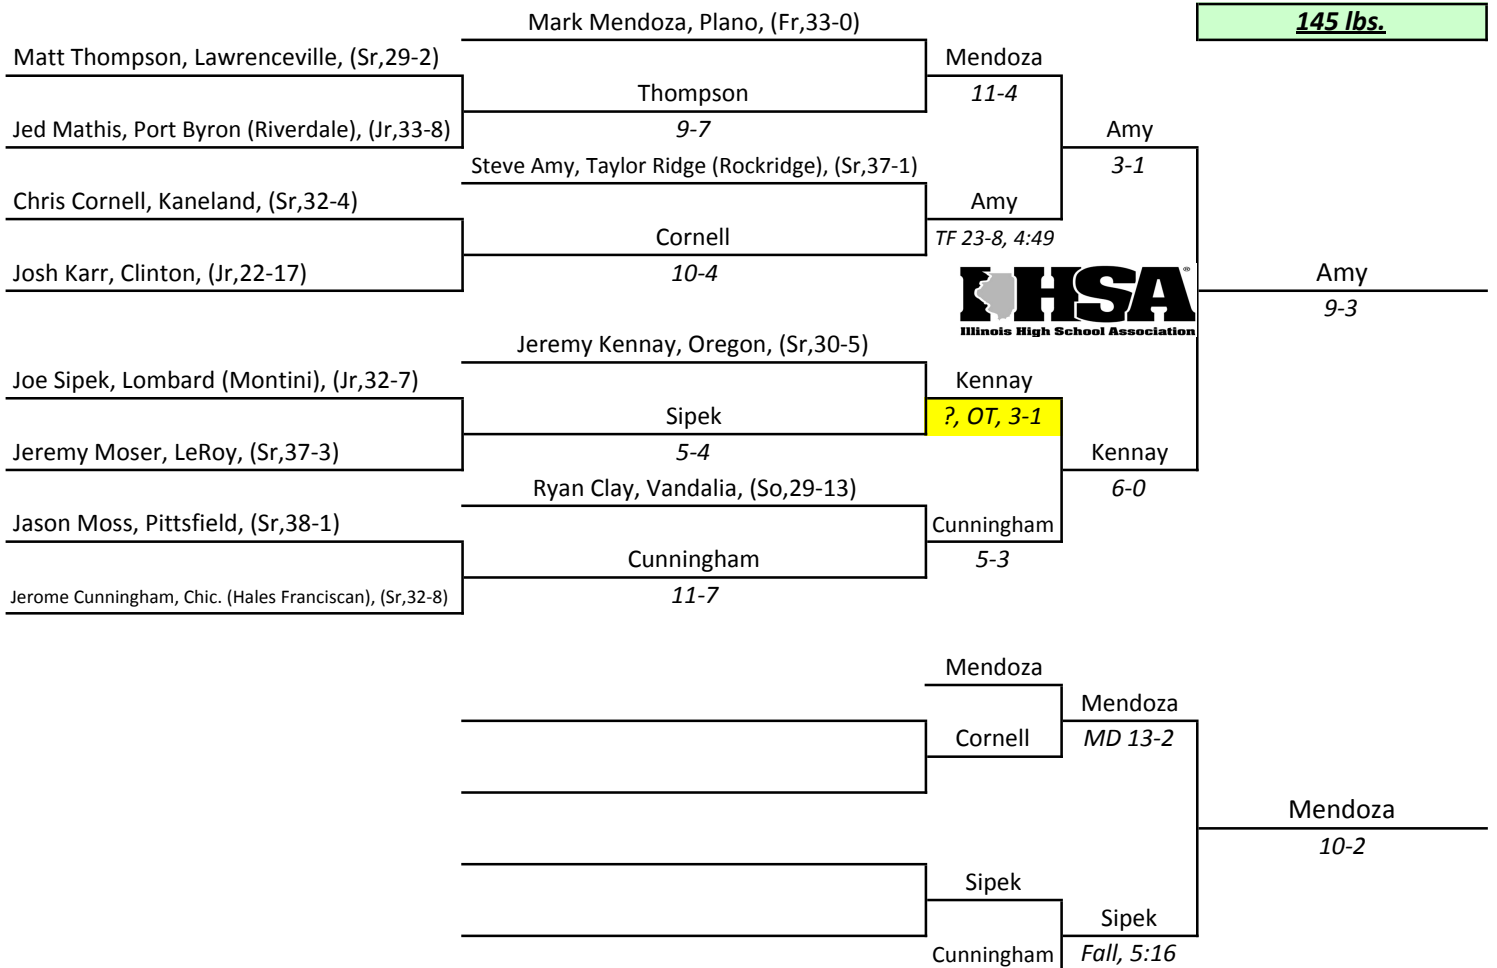 Mark Mendoza, Plano, (Fr,33-0)
145 lbs.
Matt Thompson, Lawrenceville, (Sr,29-2)
Mendoza
Thompson
11-4
Jed Mathis, Port Byron (Riverdale), (Jr,33-8)
9-7
Amy
Steve Amy, Taylor Ridge (Rockridge), (Sr,37-1)
3-1
Chris Cornell, Kaneland, (Sr,32-4)
Amy
Cornell
TF 23-8, 4:49
Josh Karr, Clinton, (Jr,22-17)
10-4
IHSA®
Illinois High School Association
Amy
9-3
Jeremy Kennay, Oregon, (Sr,30-5)
Joe Sipek, Lombard (Montini), (Jr,32-7)
Kennay
Sipek
?, OT, 3-1
Jeremy Moser, LeRoy, (Sr,37-3)
5-4
Kennay
Ryan Clay, Vandalia, (So,29-13)
6-0
Jason Moss, Pittsfield, (Sr,38-1)
Cunningham
Cunningham
5-3
Jerome Cunningham, Chic. (Hales Franciscan), (Sr,32-8)
11-7
Mendoza
Mendoza
Cornell
MD 13-2
Mendoza
10-2
Sipek
Sipek
Cunningham
Fall, 5:16